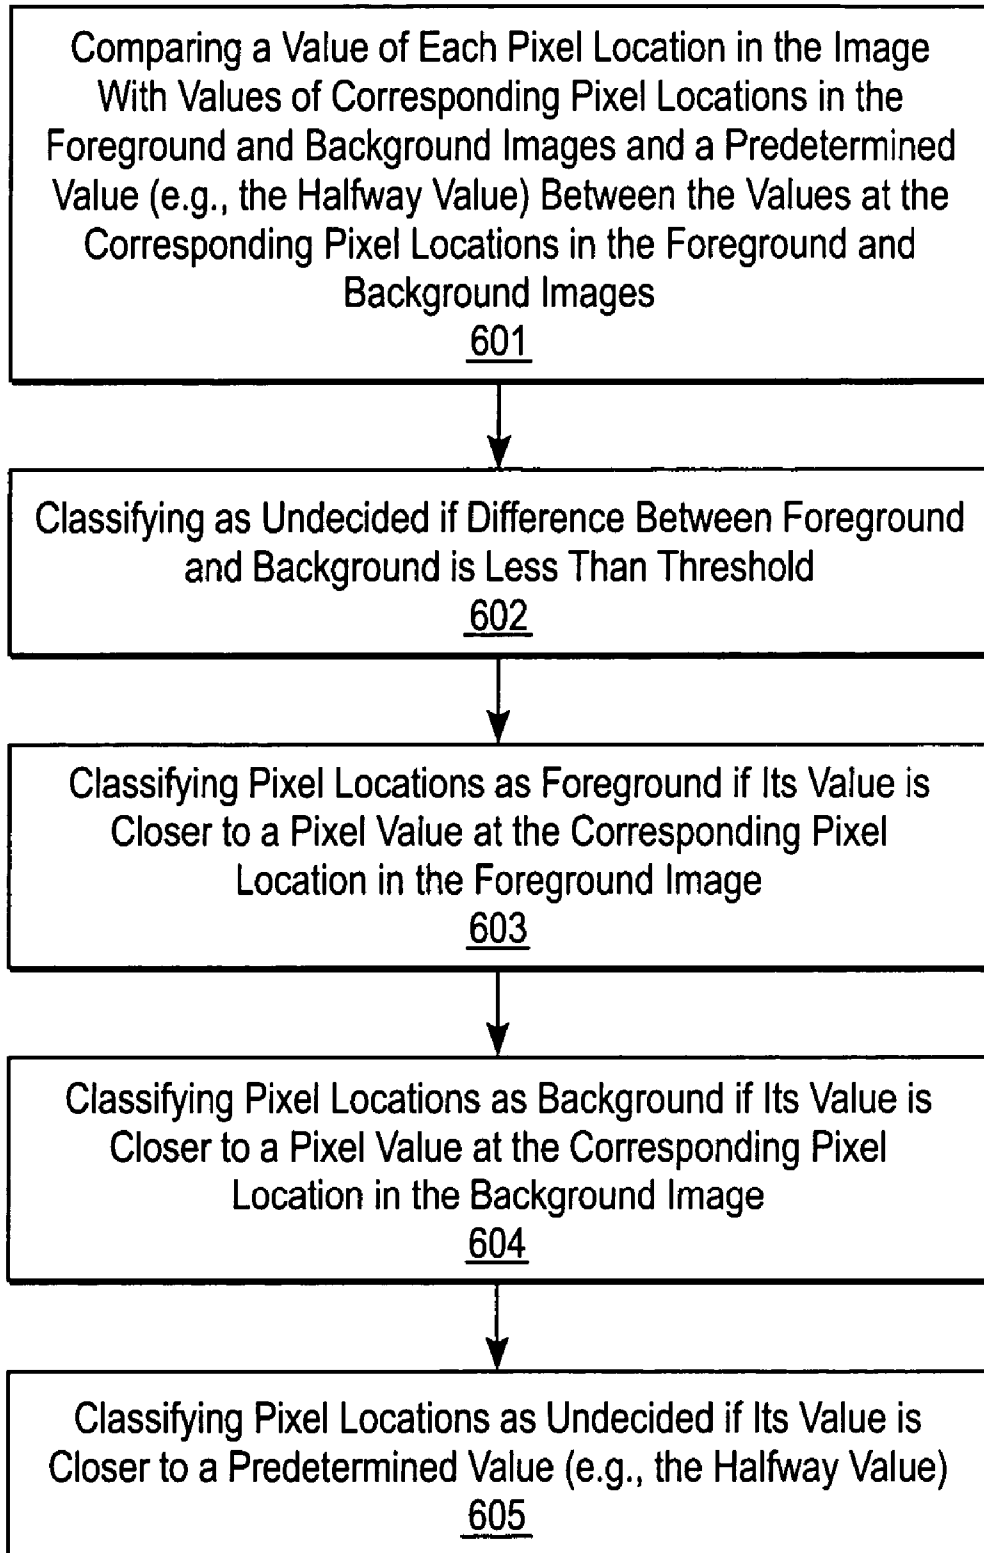 Comparing a Value of Each Pixel Location in the Image
With Values of Corresponding Pixel Locations in the
Foreground and Background Images and a Predetermined
Value (e.g., the Halfway Value) Between the Values at the
Corresponding Pixel Locations in the Foreground and
Background Images
601
Classifying as Undecided if Difference Between Foreground
and Background is Less Than Threshold
602
Classifying Pixel Locations as Foreground if Its Value is
Closer to a Pixel Value at the Corresponding Pixel
Location in the Foreground Image
603
Classifying Pixel Locations as Background if Its Value is
Closer to a Pixel Value at the Corresponding Pixel
Location in the Background Image
604
Classifying Pixel Locations as Undecided if Its Value is
Closer to a Predetermined Value (e.g., the Halfway Value)
605